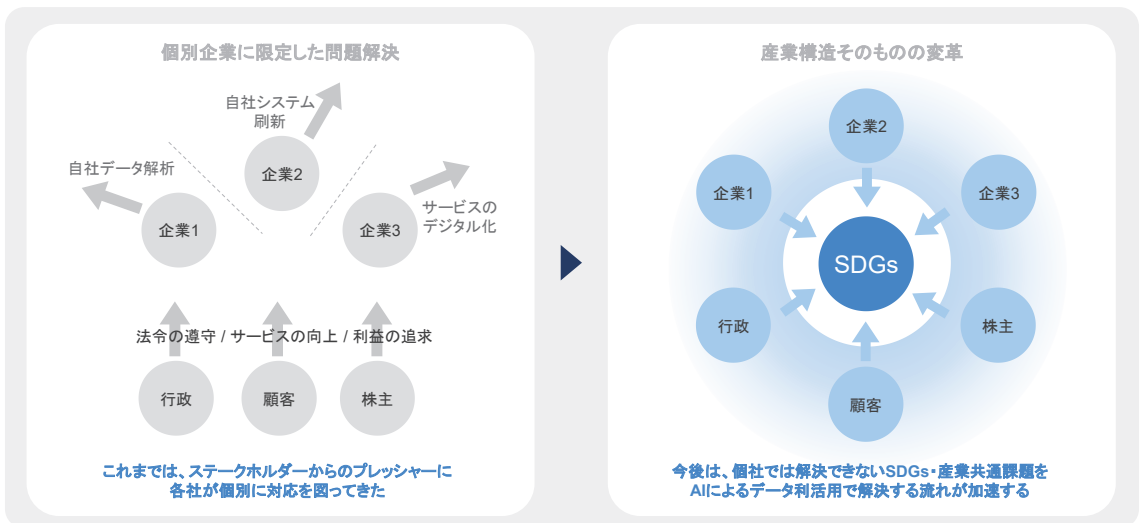 個別企業に限定した問題解決
自社システム
刷新
自社データ解析
企業2
企業1
企業3
サービスの
デジタル化
法令の遵守 / サービスの向上 / 利益の追求
行政
顧客
株主
これまでは、ステークホルダーからのプレッシャーに
各社が個別に対応を図ってきた
産業構造そのものの変革
企業2
企業1
企業3
SDGs
行政
株主
顧客
今後は、個社では解決できないSDGs・産業共通課題を
AIによるデータ利活用で解決する流れが加速する